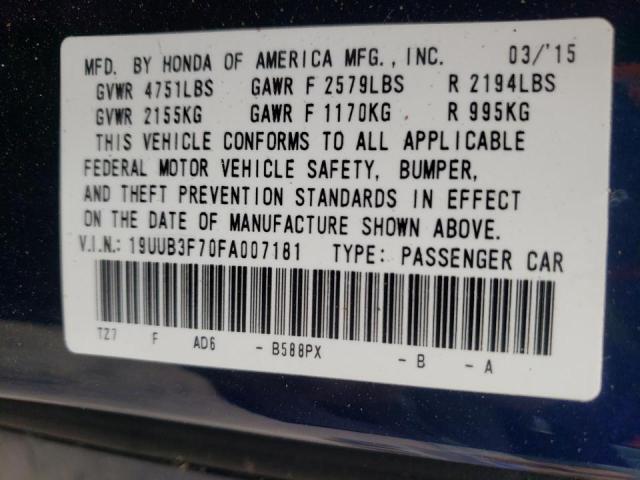 MFD. BY HONDA OF AMERICA MFG., INC. 03/'15
GVWR 4751LBS GAWR F 2579LBS R 2194LBS
GVWR 2155KG GAWR F 1170KG R 995KG
THIS VEHICLE CONFORMS TO ALL APPLICABLE
FEDERAL MOTOR VEHICLE SAFETY, BUMPER,
AND THEFT PREVENTION STANDARDS IN EFFECT
ON THE DATE OF MANUFACTURE SHOWN ABOVE.
V.I.N.: 19UUB3F70FA007181 TYPE: PASSENGER CAR
TZ7 F AD6 - B588PX - B - A